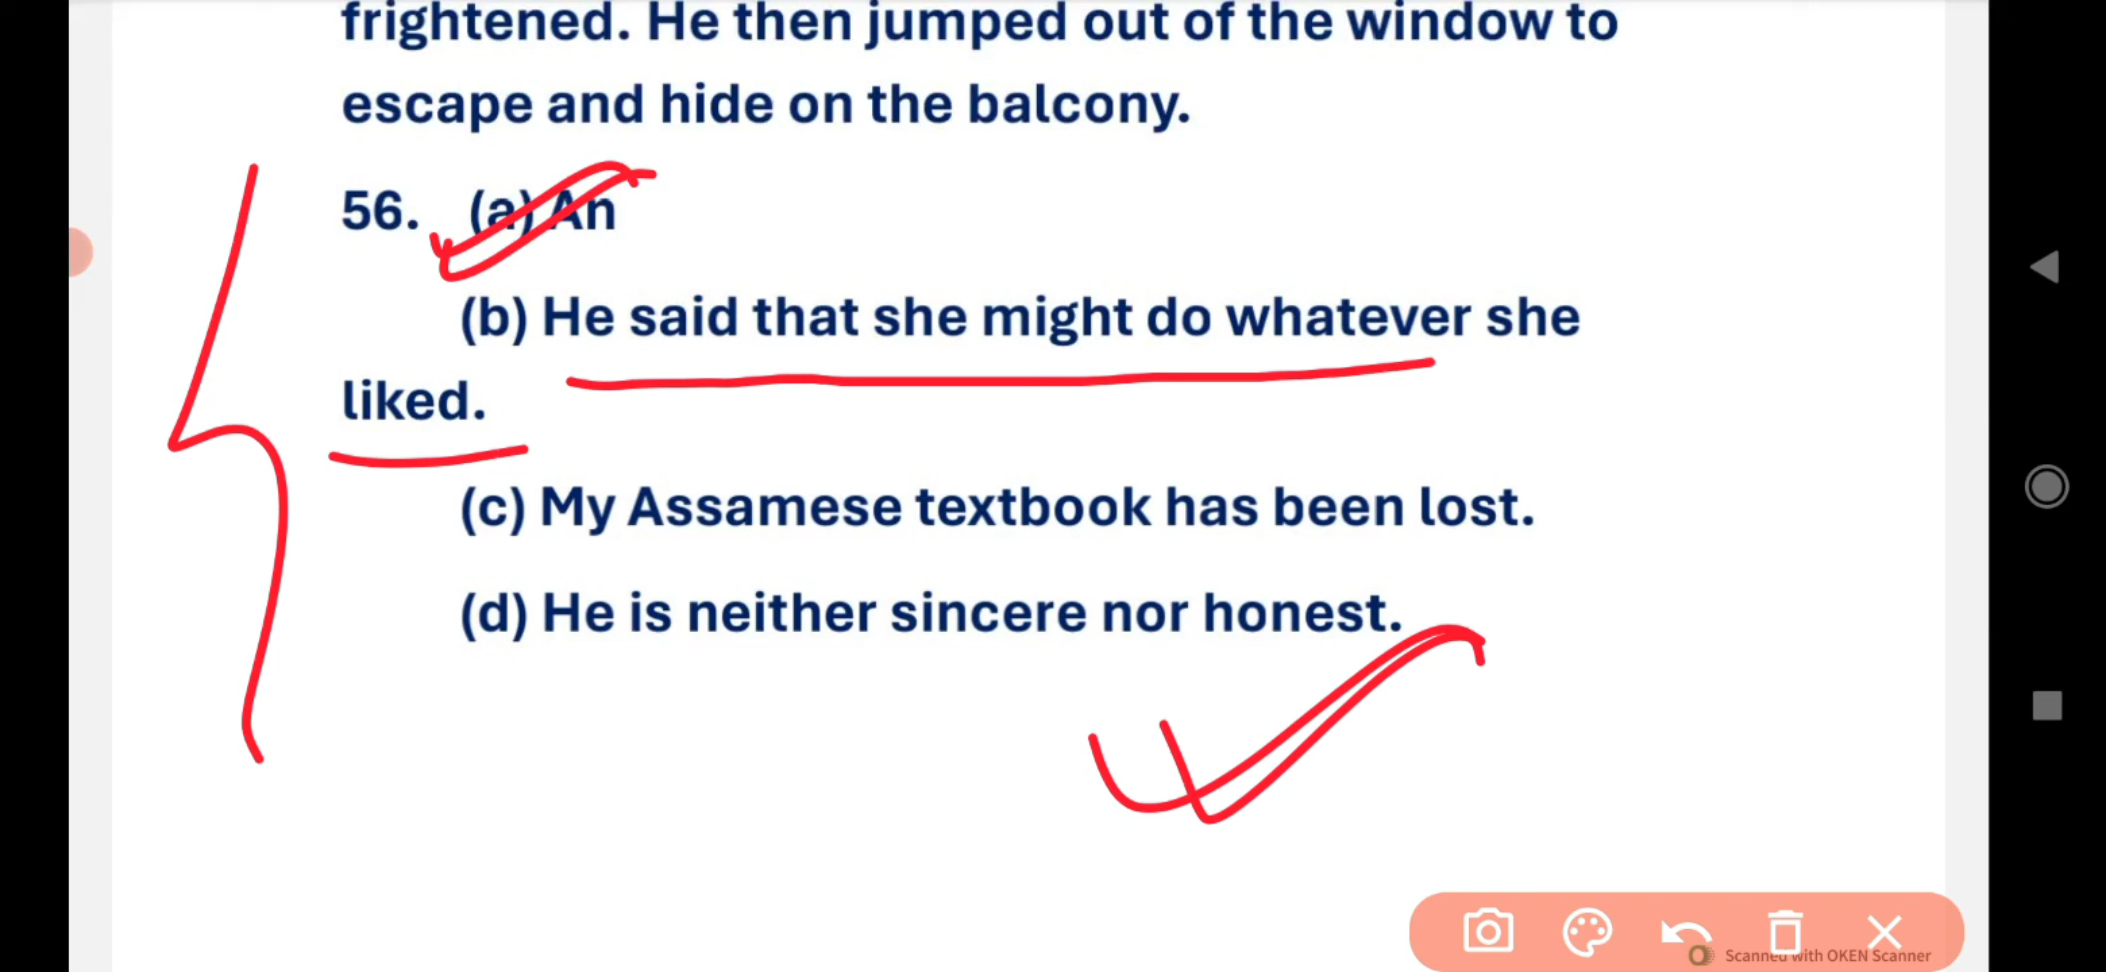 frightened. He then jumped out of the window to
escape and hide on the balcony.
56. (a) An
(b) He said that she might do whatever she
liked.
(c) My Assamese textbook has been lost.
(d) He is neither sincere nor honest.
Scanned with OKEN Scanner